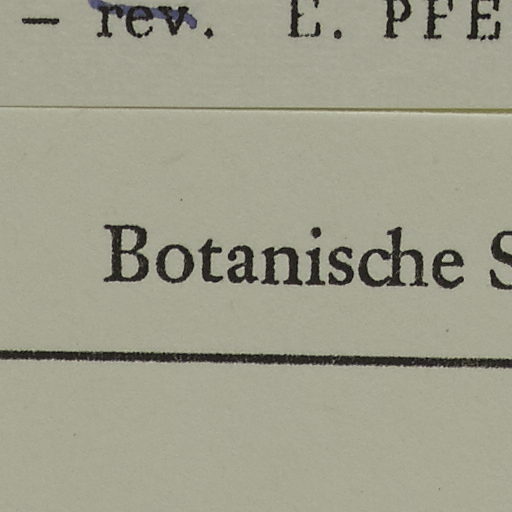 — rev. E. PFE
Botanische S